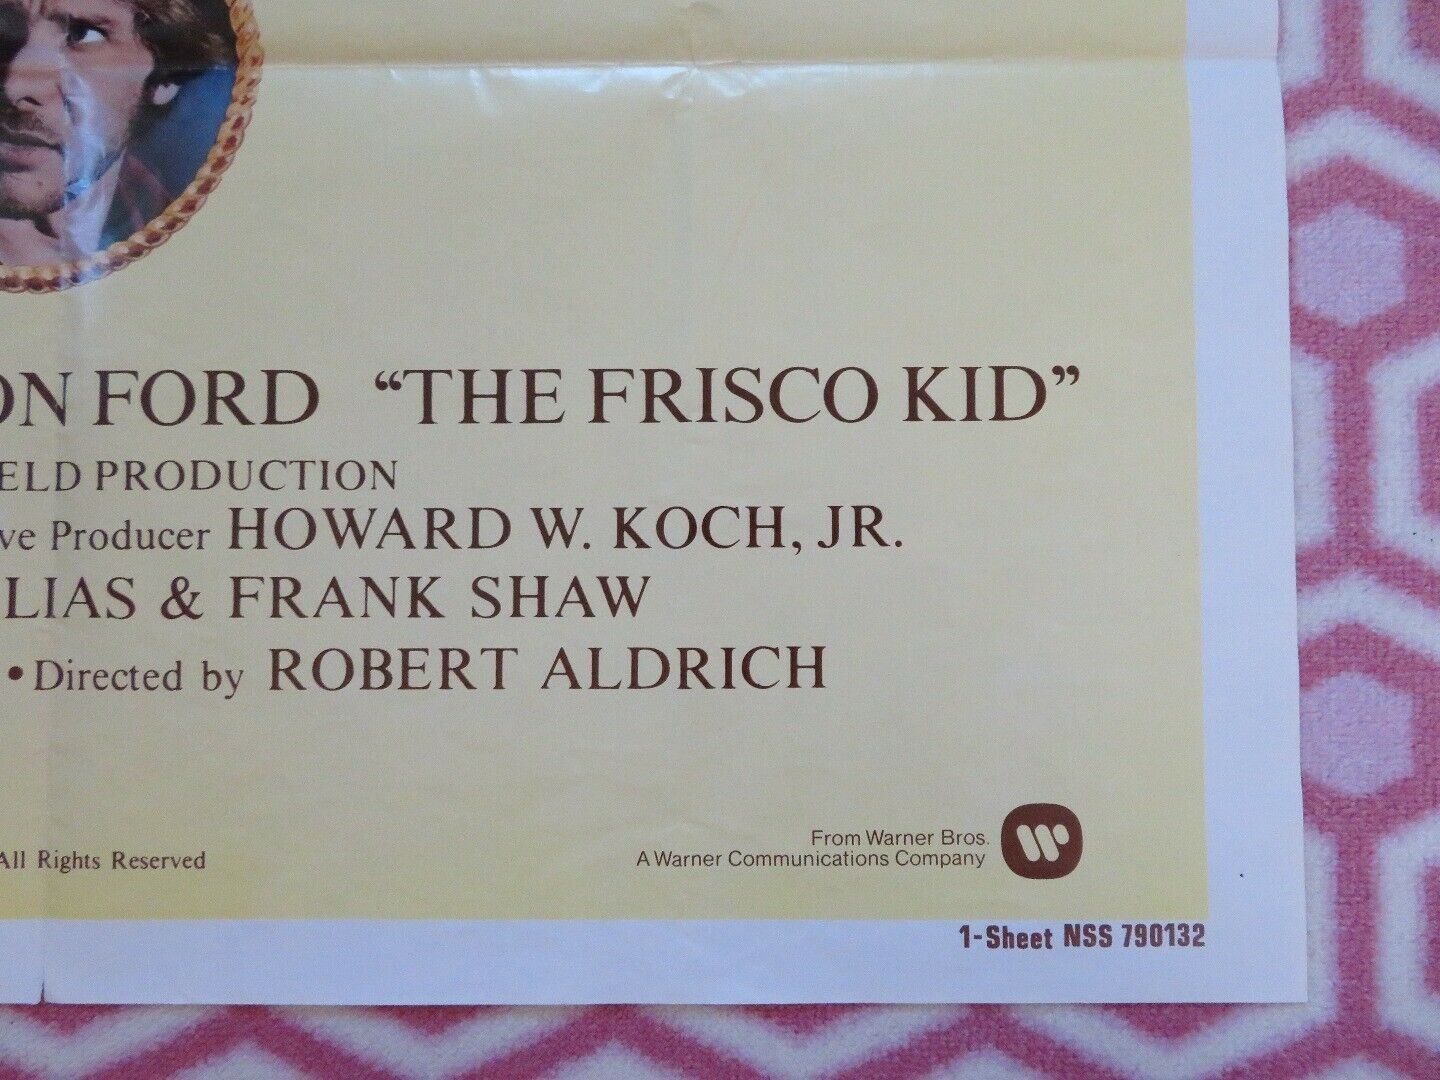 ON FORD “THE FRISCO KID”
ELD PRODUCTION
ve Producer HOWARD W. KOCH, JR.
LIAS & FRANK SHAW
• Directed by ROBERT ALDRICH
All Rights Reserved
From Warner Bros.
A Warner Communications Company
1-Sheet NSS 790132